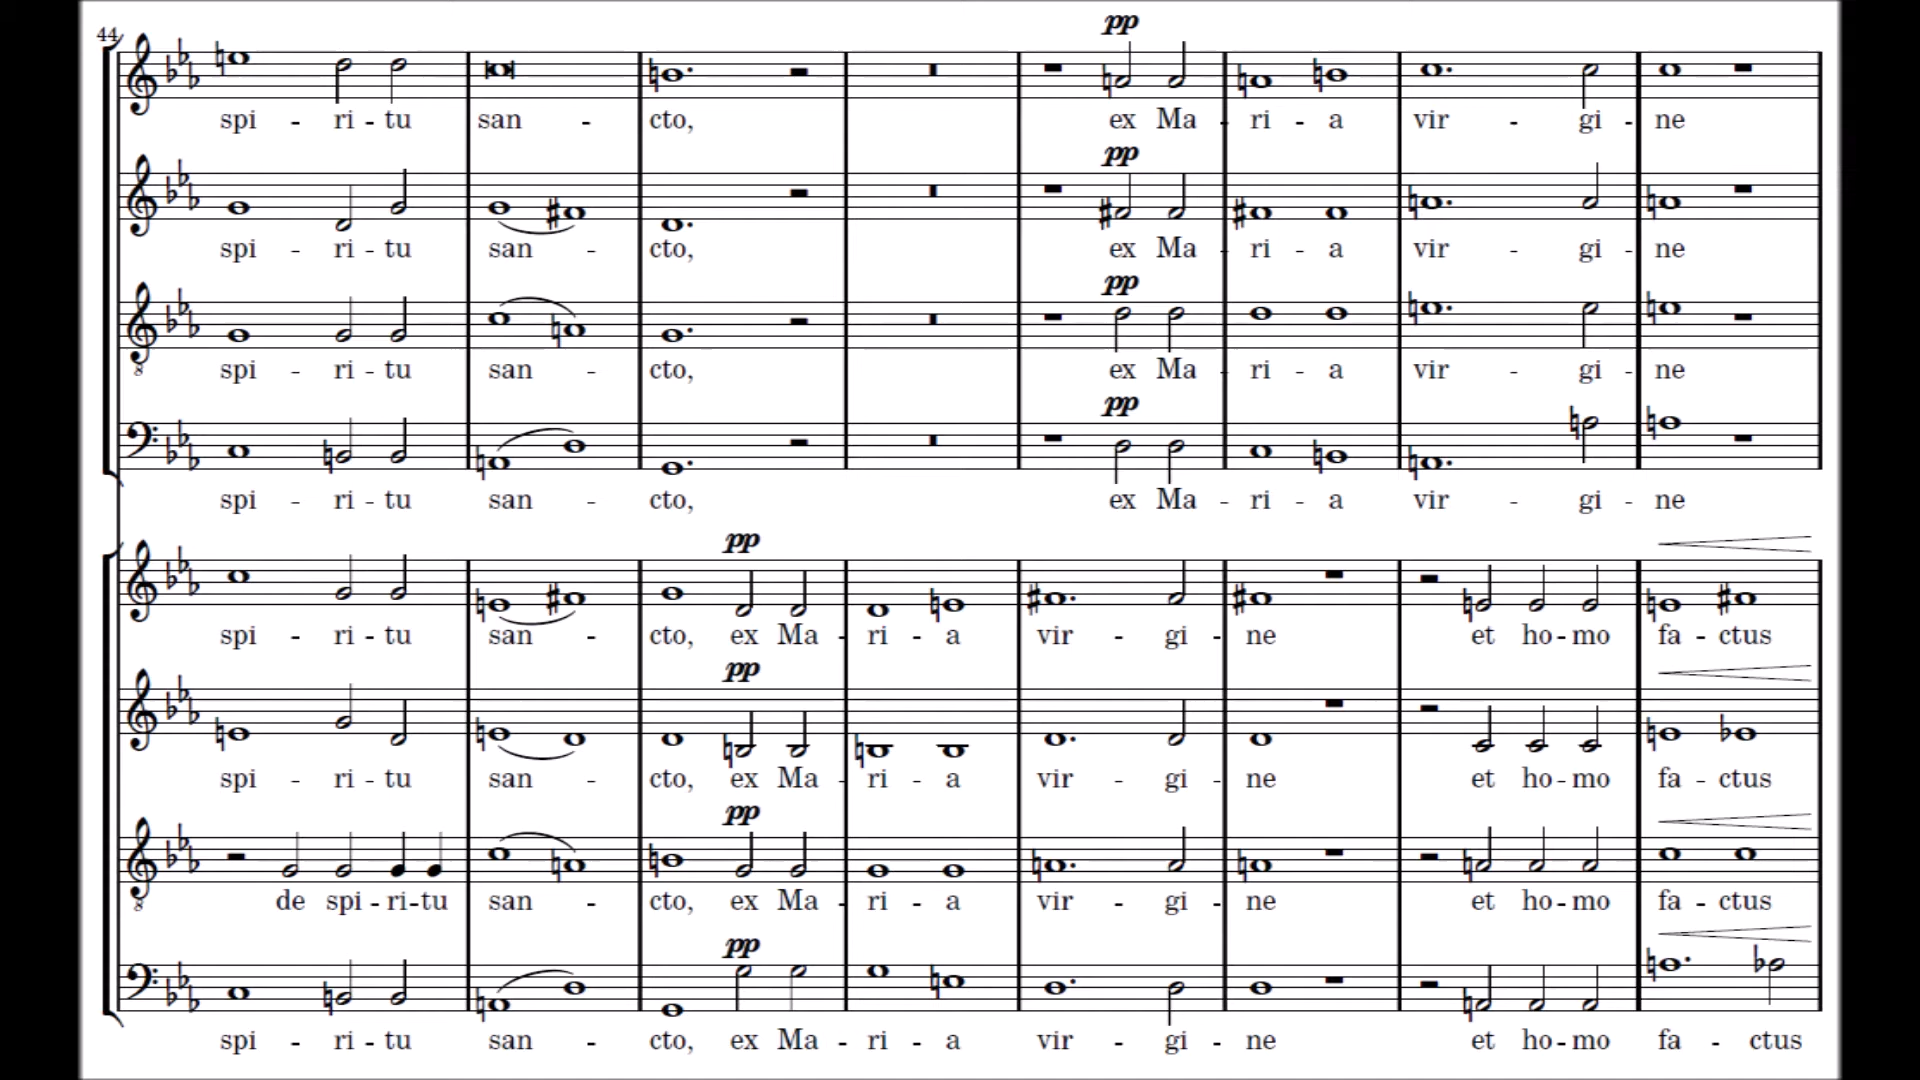 44
pp
spi - ri - tu san - cto, ex Ma - ri - a vir - gi - ne
pp
spi - ri - tu san - cto, ex Ma - ri - a vir - gi - ne
pp
spi - ri - tu san - cto, ex Ma - ri - a vir - gi - ne
pp
spi - ri - tu san - cto, ex Ma - ri - a vir - gi - ne
pp
spi - ri - tu san - cto, ex Ma - ri - a vir - gi - ne et ho - mo fa - ctus
pp
spi - ri - tu san - cto, ex Ma - ri - a vir - gi - ne et ho - mo fa - ctus
pp
de spi - ri - tu san - cto, ex Ma - ri - a vir - gi - ne et ho - mo fa - ctus
pp
spi - ri - tu san - cto, ex Ma - ri - a vir - gi - ne et ho - mo fa - ctus